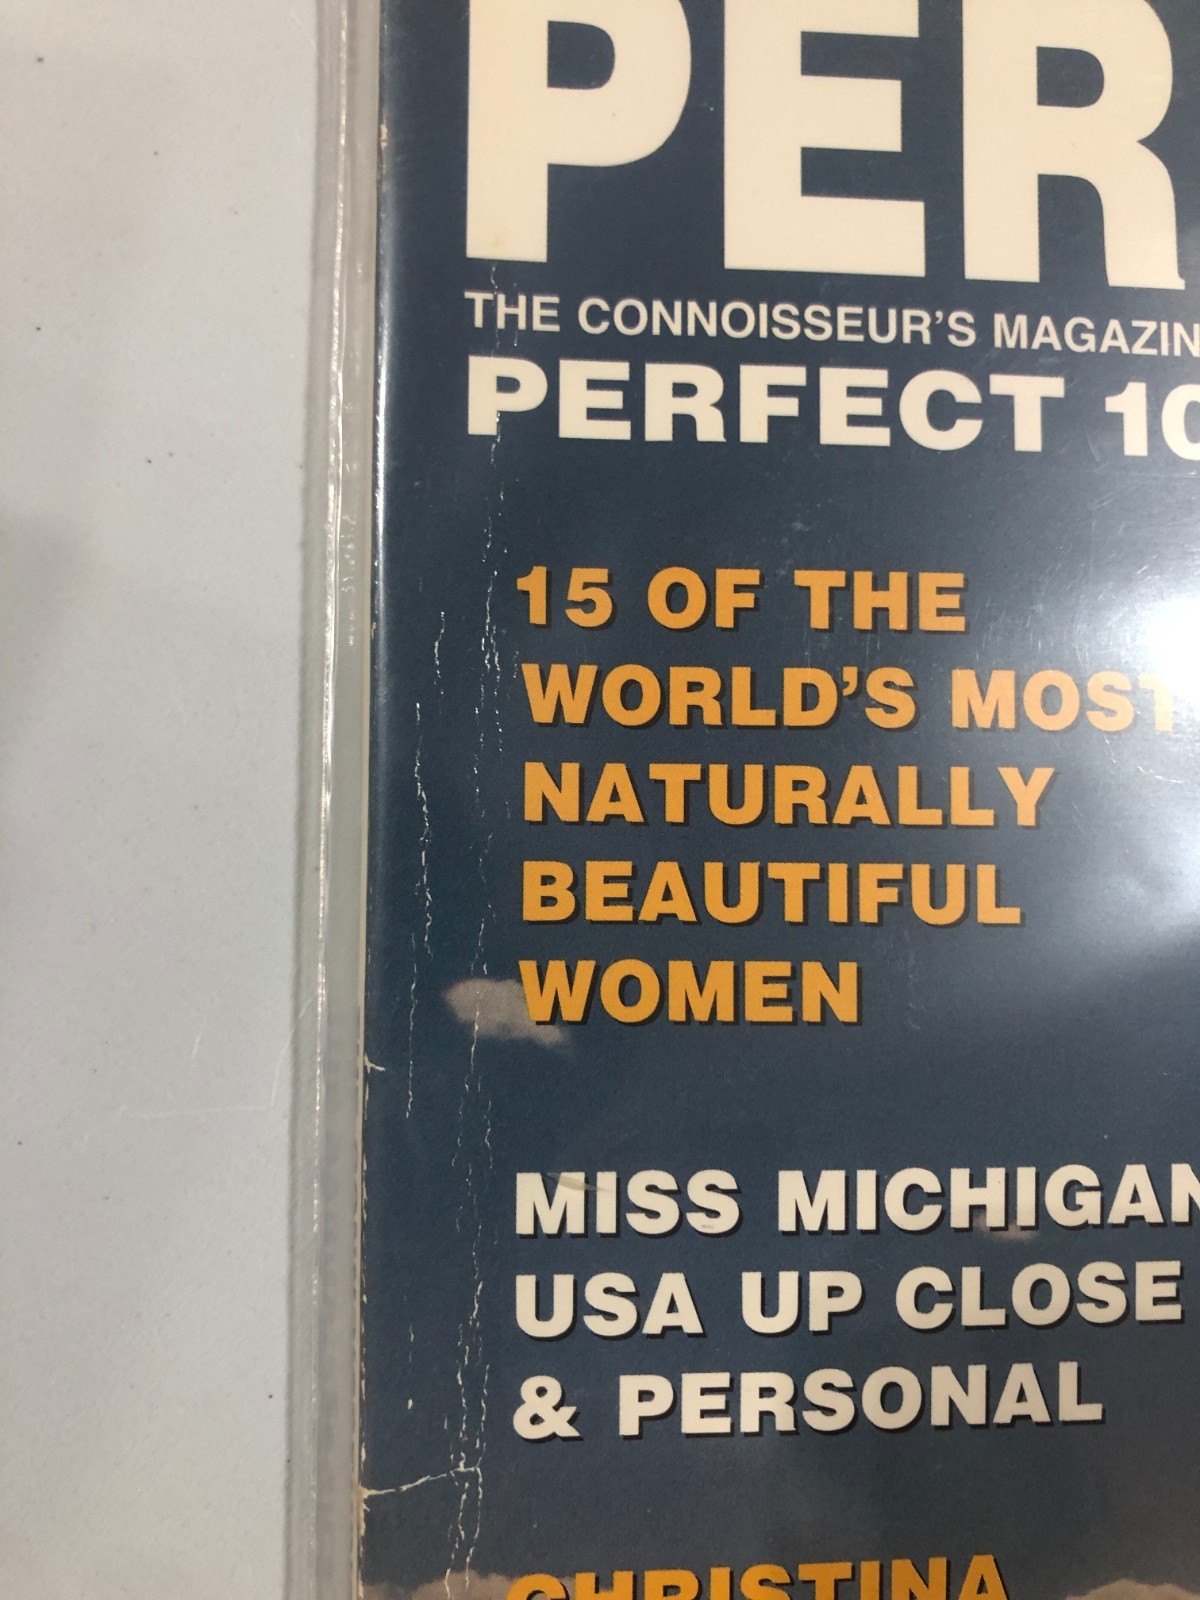 PER
THE CONNOISSEUR'S MAGAZIN
PERFECT 10
15 OF THE
WORLD'S MOST
NATURALLY
BEAUTIFUL
WOMEN
MISS MICHIGAN
USA UP CLOSE
& PERSONAL
CHRISTINA